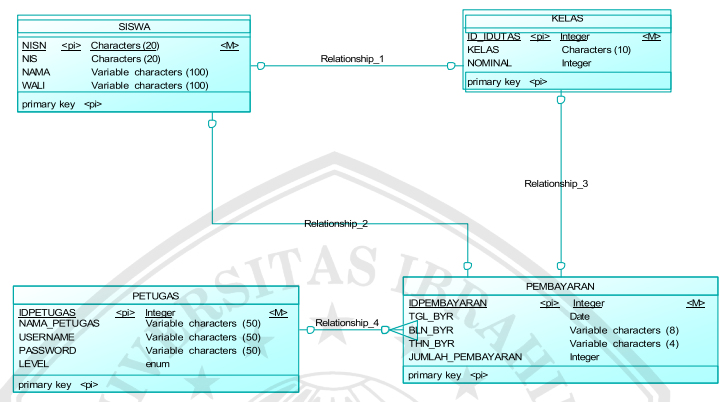 SISWA
NISN <pi> Characters (20) <M>
NIS Characters (20)
NAMA Variable characters (100)
WALI Variable characters (100)
primary key <pi>
KELAS
ID_IDUTAS <pi> Integer <M>
KELAS Characters (10)
NOMINAL Integer
primary key <pi>
Relationship_1
Relationship_3
Relationship_2
PETUGAS
IDPETUGAS <pi> Integer <M>
NAMA_PETUGAS Variable characters (50)
USERNAME Variable characters (50)
PASSWORD Variable characters (50)
LEVEL enum
primary key <pi>
Relationship_4
PEMBAYARAN
IDPEMBAYARAN <pi> Integer <M>
TGL_BYR Date
BLN_BYR Variable characters (8)
THN_BYR Variable characters (4)
JUMLAH_PEMBAYARAN Integer
primary key <pi>